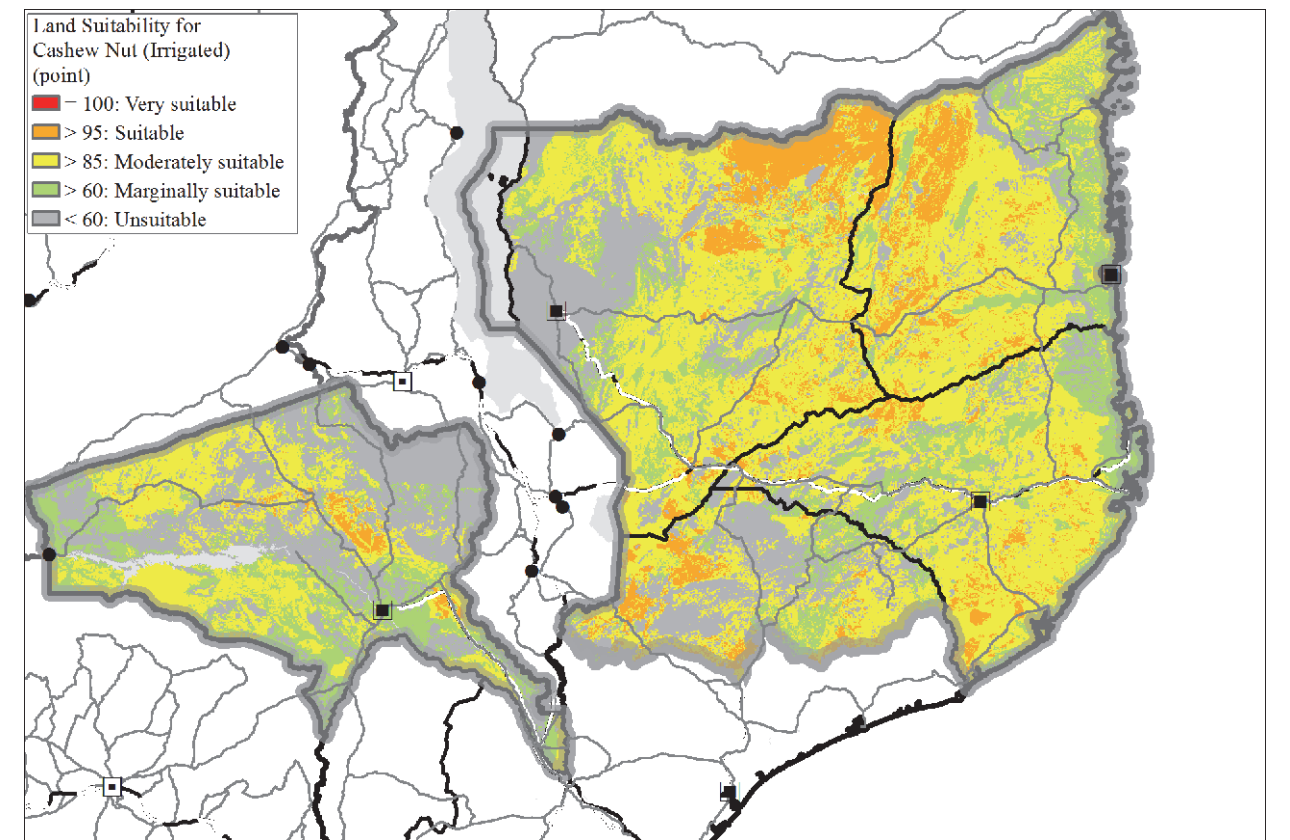 Land Suitability for
Cashew Nut (Irrigated)
(point)
= 100: Very suitable
> 95: Suitable
> 85: Moderately suitable
> 60: Marginally suitable
< 60: Unsuitable